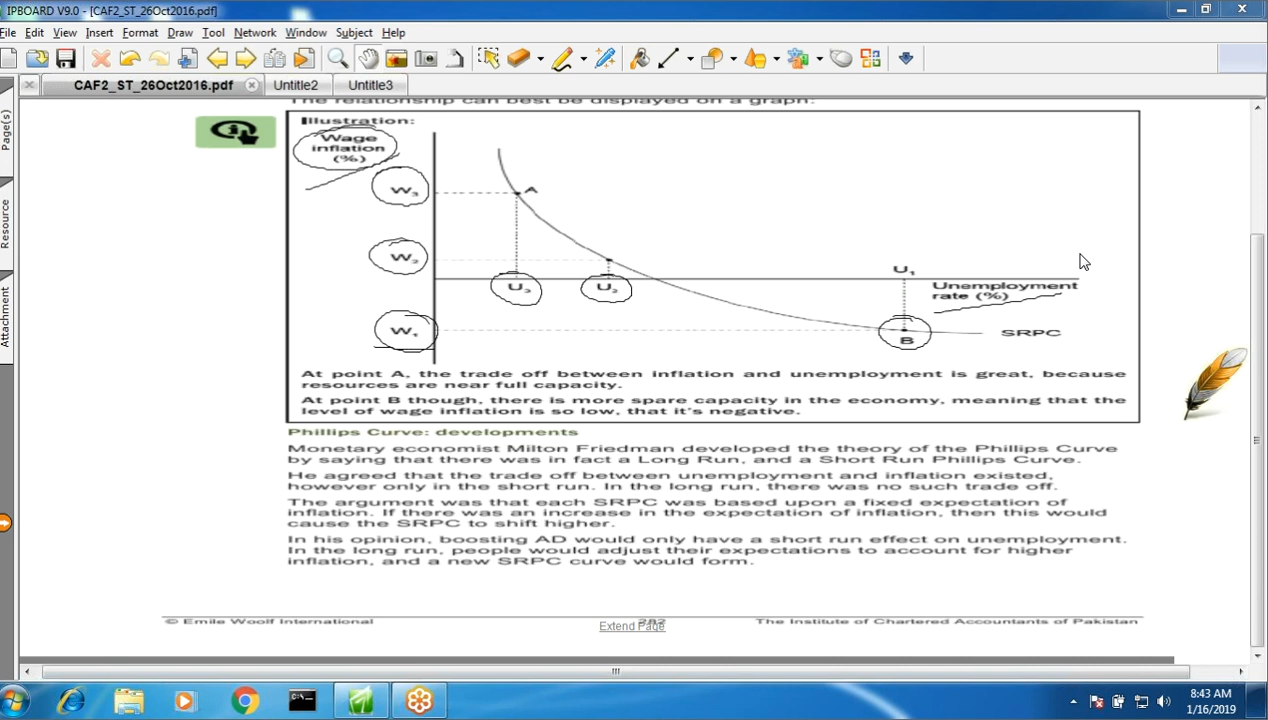 IPBOARD V9.0 - [CAF2_ST_26Oct2016.pdf]
File Edit View Insert Format Draw Tool Network Window Subject Help
CAF2_ST_26Oct2016.pdf Untitle2 Untitle3
Page(s)
Resource
Attachment
The relationship can best be displayed on a graph:
Illustration:
Wage
inflation
(%)
W₃
A
W₂
U₃ U₂ U₁
Unemployment
rate (%)
W₁
B
SRPC
At point A, the trade off between inflation and unemployment is great, because
resources are near full capacity.
At point B though, there is more spare capacity in the economy, meaning that the
level of wage inflation is so low, that it's negative.
Phillips Curve: developments
Monetary economist Milton Friedman developed the theory of the Phillips Curve
by saying that there was in fact a Long Run, and a Short Run Phillips Curve.
He agreed that the trade off between unemployment and inflation existed,
however only in the short run. In the long run, there was no such trade off.
The argument was that each SRPC was based upon a fixed expectation of
inflation. If there was an increase in the expectation of inflation, then this would
cause the SRPC to shift higher.
In his opinion, boosting AD would only have a short run effect on unemployment.
In the long run, people would adjust their expectations to account for higher
inflation, and a new SRPC curve would form.
© Emile Woolf International 282 The Institute of Chartered Accountants of Pakistan
Extend Page
8:43 AM
1/16/2019